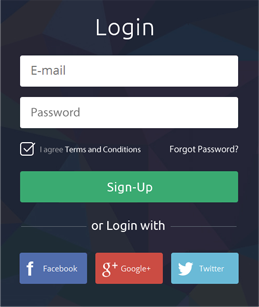 Login
E-mail
Password
I agree Terms and Conditions Forgot Password?
Sign-Up
or Login with
f Facebook g+ Google+ Twitter